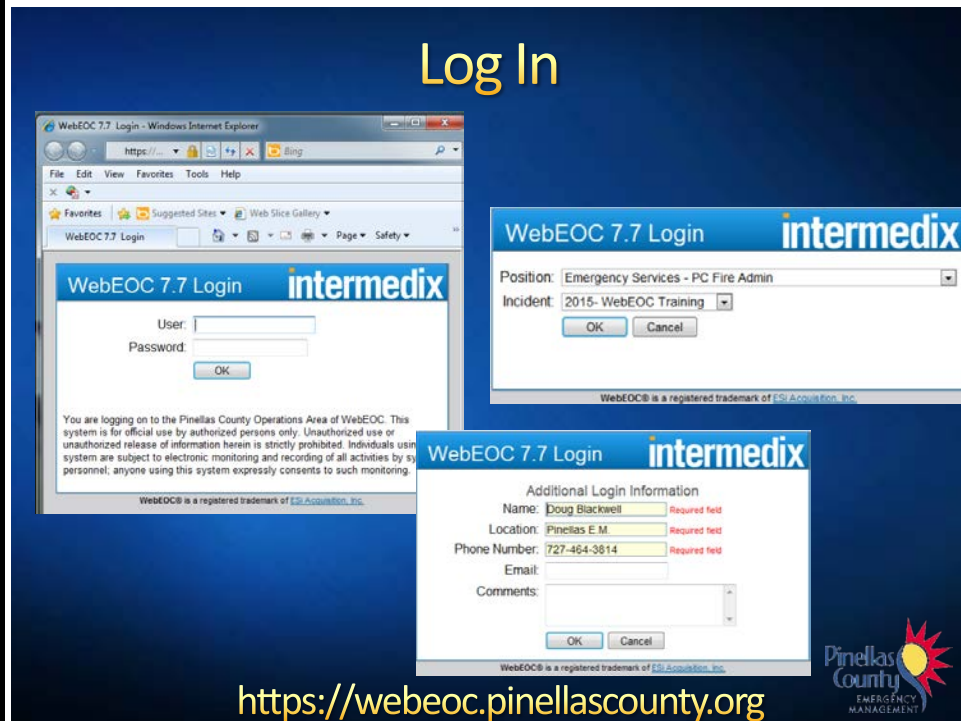 Log In
WebEOC 7.7 Login - Windows Internet Explorer
https://...
Bing
File Edit View Favorites Tools Help
Favorites Suggested Sites Web Slice Gallery
WebEOC 7.7 Login Page Safety
WebEOC 7.7 Login intermedix
User:
Password:
OK
You are logging on to the Pinellas County Operations Area of WebEOC. This
system is for official use by authorized persons only. Unauthorized use or
unauthorized release of information herein is strictly prohibited. Individuals usin
system are subject to electronic monitoring and recording of all activities by sy
personnel; anyone using this system expressly consents to such monitoring.
WebEOC® is a registered trademark of ESi Acquisition, Inc.
WebEOC 7.7 Login intermedix
Position: Emergency Services - PC Fire Admin
Incident: 2015- WebEOC Training
OK Cancel
WebEOC® is a registered trademark of ESi Acquisition, Inc.
WebEOC 7.7 Login intermedix
Additional Login Information
Name: Doug Blackwell Required field
Location: Pinellas E.M. Required field
Phone Number: 727-464-3814 Required field
Email:
Comments:
OK Cancel
WebEOC® is a registered trademark of ESi Acquisition, Inc.
https://webeoc.pinellascounty.org
Pinellas
County
EMERGENCY
MANAGEMENT